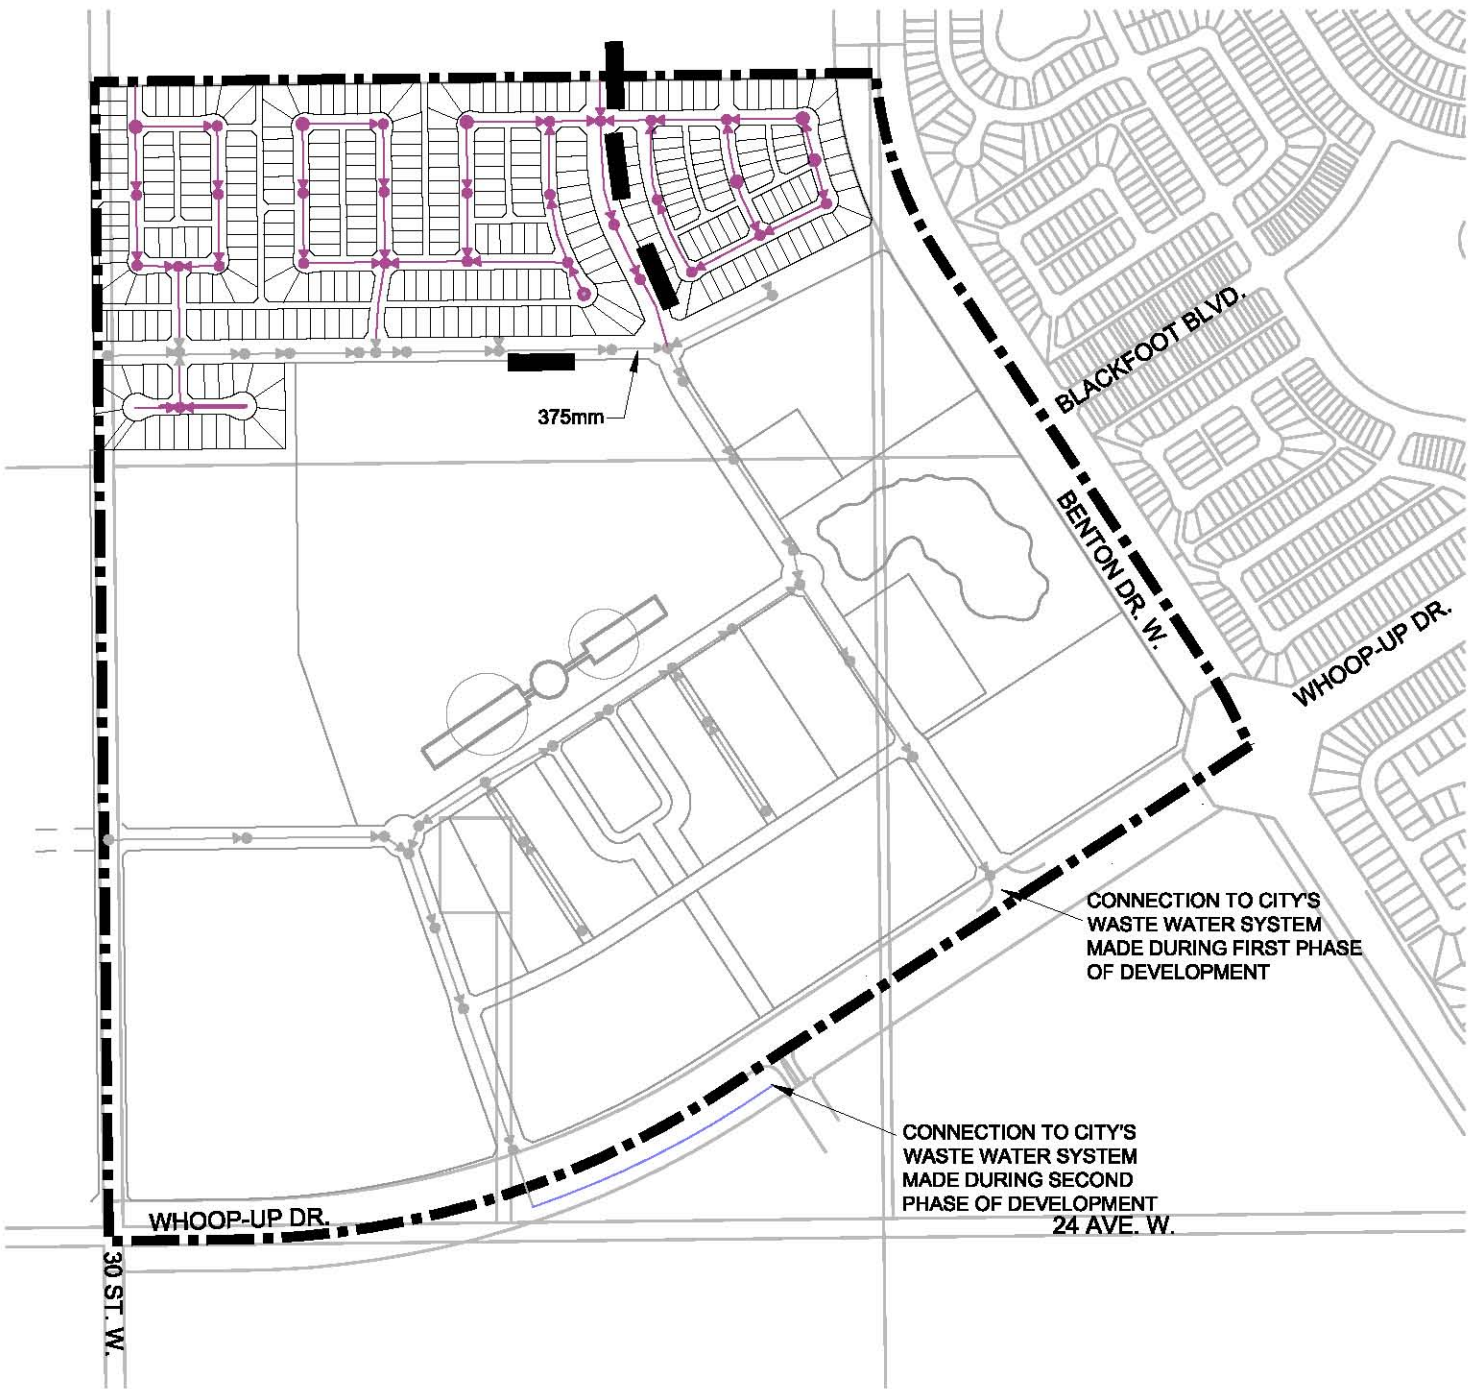 375mm
BLACKFOOT BLVD.
BENTON DR. W.
WHOOP-UP DR.
CONNECTION TO CITY'S
WASTE WATER SYSTEM
MADE DURING FIRST PHASE
OF DEVELOPMENT
CONNECTION TO CITY'S
WASTE WATER SYSTEM
MADE DURING SECOND
PHASE OF DEVELOPMENT
24 AVE. W.
WHOOP-UP DR.
30 ST. W.